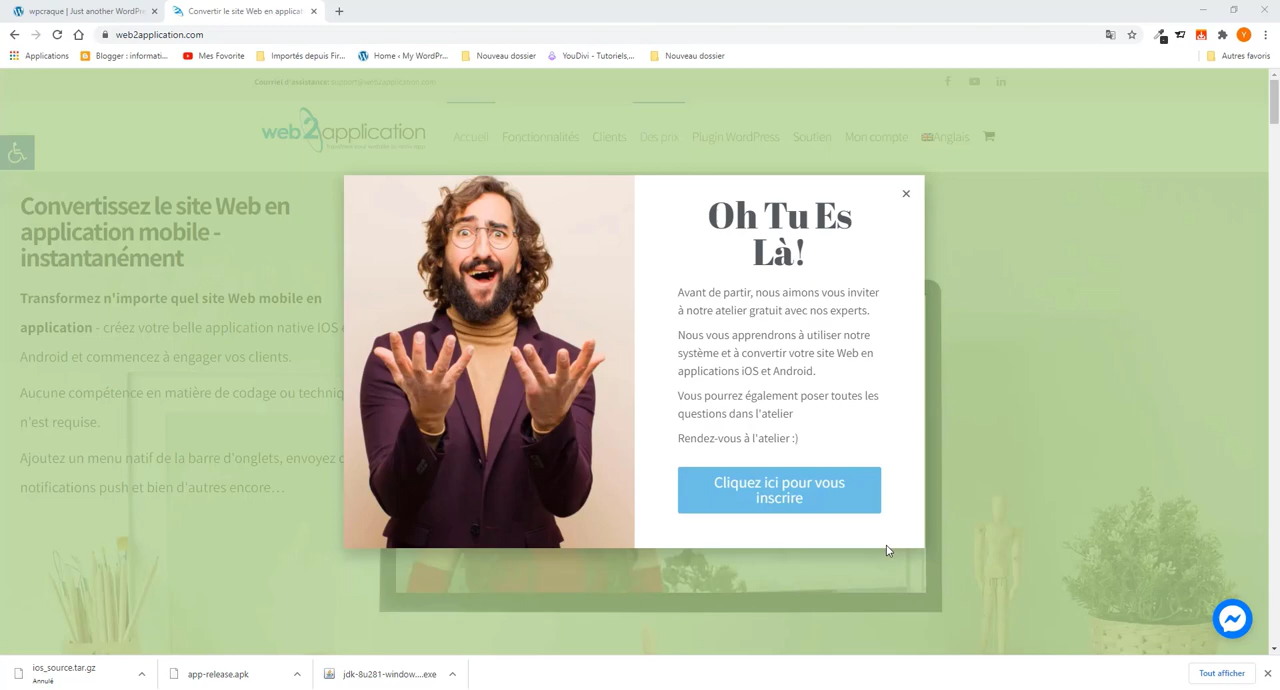 wpcraque | Just another WordPre
Convertir le site Web en applicati
web2application.com
Applications
Blogger : informati...
Mes Favorite
Importés depuis Fir...
Home ‹ My WordPr...
Nouveau dossier
YouDivi - Tutoriels,...
Nouveau dossier
Autres favoris
Courriel d'assistance: support@web2application.com
web2application
Accueil
Fonctionnalités
Clients
Des prix
Plugin WordPress
Soutien
Mon compte
Anglais
Convertissez le site Web en
application mobile -
instantanément
Transformez n'importe quel site Web mobile en
application - créez votre belle application native iOS e
Android et commencez à engager vos clients.
Aucune compétence en matière de codage ou techniq
n'est requise.
Ajoutez un menu natif de la barre d'onglets, envoyez d
notifications push et bien d'autres encore…
Oh Tu Es
Là!
Avant de partir, nous aimons vous inviter
à notre atelier gratuit avec nos experts.
Nous vous apprendrons à utiliser notre
système et à convertir votre site Web en
applications iOS et Android.
Vous pourrez également poser toutes les
questions dans l'atelier
Rendez-vous à l'atelier :)
Cliquez ici pour vous
inscrire
ios_source.tar.gz
Annulé
app-release.apk
jdk-8u281-window....exe
Tout afficher